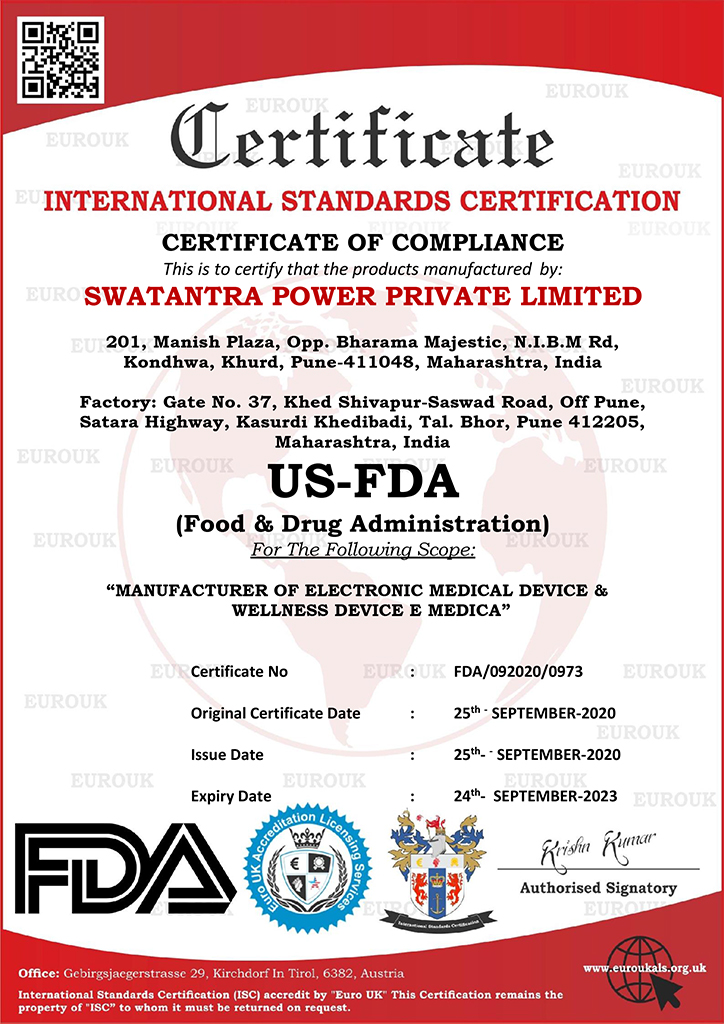 Certificate
INTERNATIONAL STANDARDS CERTIFICATION
CERTIFICATE OF COMPLIANCE
This is to certify that the products manufactured by:
SWATANTRA POWER PRIVATE LIMITED
201, Manish Plaza, Opp. Bharama Majestic, N.I.B.M Rd,
Kondhwa, Khurd, Pune-411048, Maharashtra, India
Factory: Gate No. 37, Khed Shivapur-Saswad Road, Off Pune,
Satara Highway, Kasurdi Khedibadi, Tal. Bhor, Pune 412205,
Maharashtra, India
US-FDA
(Food & Drug Administration)
For The Following Scope:
“MANUFACTURER OF ELECTRONIC MEDICAL DEVICE &
WELLNESS DEVICE E MEDICA”
Certificate No : FDA/092020/0973
Original Certificate Date : 25th - SEPTEMBER-2020
Issue Date : 25th- - SEPTEMBER-2020
Expiry Date : 24th- SEPTEMBER-2023
FDA
Euro UK Accreditation Licensing Services
International Standards Certification
Krishn Kumar
Authorised Signatory
Office: Gebirgsjaegerstrasse 29, Kirchdorf In Tirol, 6382, Austria
www.euroukals.org.uk
International Standards Certification (ISC) accredit by "Euro UK" This Certification remains the
property of "ISC” to whom it must be returned on request.
EUROUK